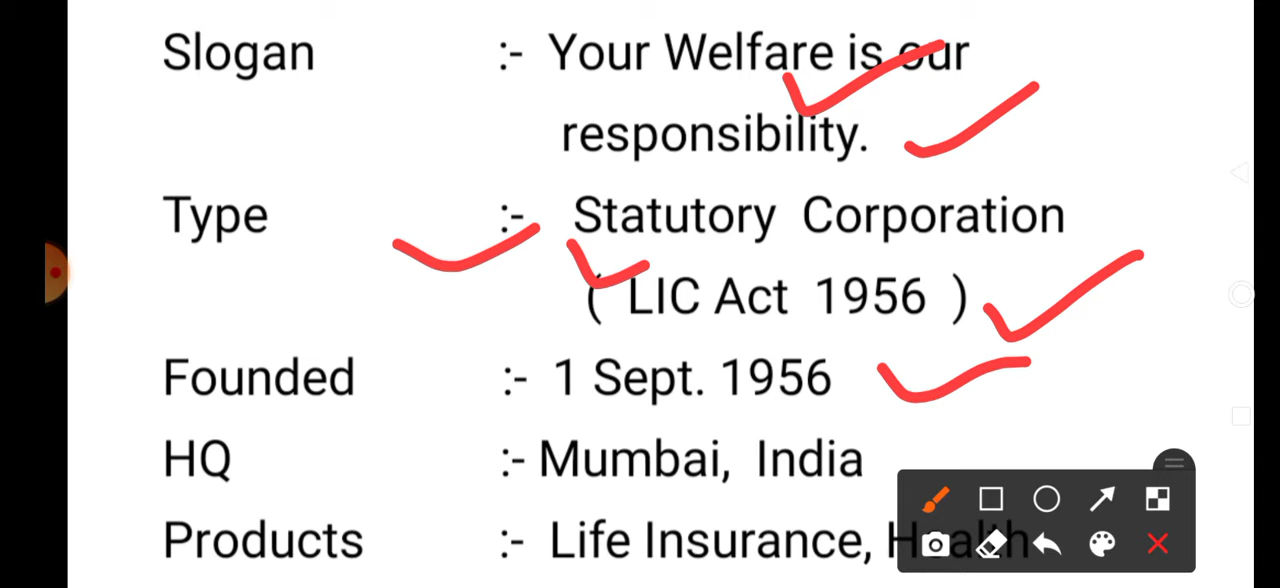 Slogan :- Your Welfare is our
responsibility.
Type :- Statutory Corporation
( LIC Act 1956 )
Founded :- 1 Sept. 1956
HQ :- Mumbai, India
Products :- Life Insurance, Health